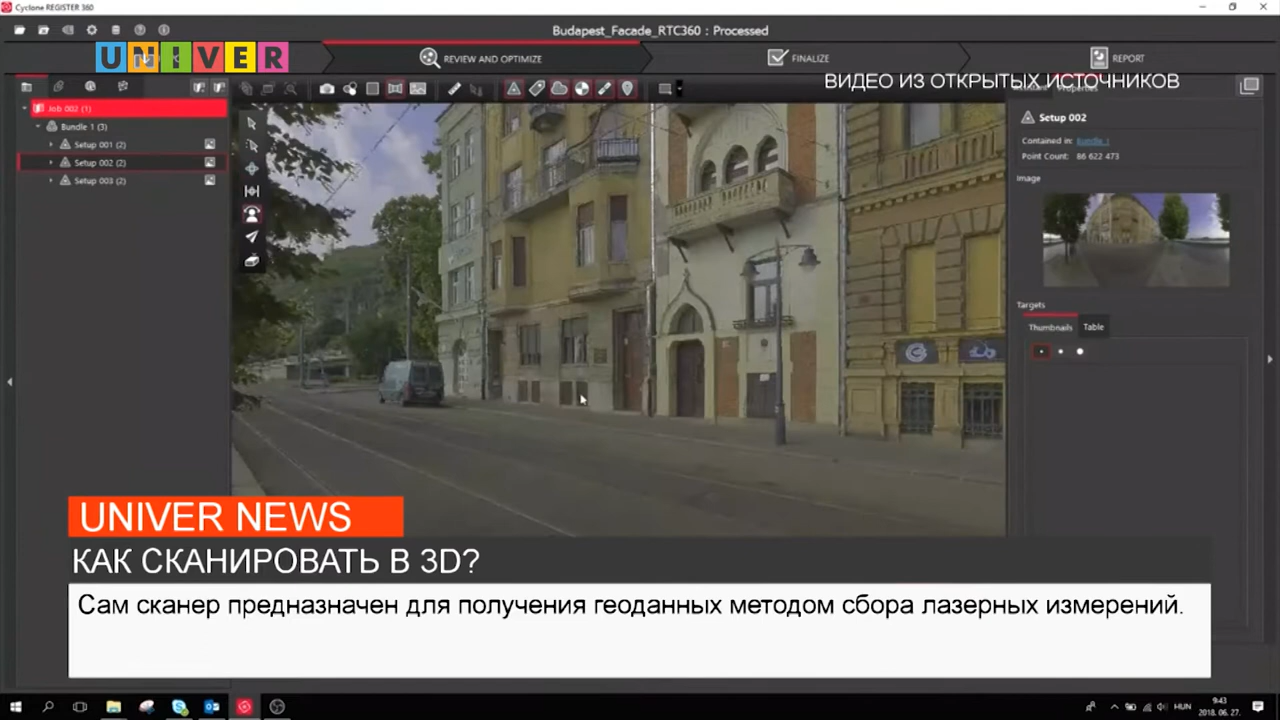 Cyclone REGISTER 360
Budapest_Facade_RTC360 : Processed
UNIVER
REVIEW AND OPTIMIZE
FINALIZE
REPORT
ВИДЕО ИЗ ОТКРЫТЫХ ИСТОЧНИКОВ
Properties
Job 002 (1)
Bundle 1 (3)
Setup 001 (2)
Setup 002 (2)
Setup 003 (2)
Setup 002
Contained in: Bundle 1
Point Count: 86 622 473
Image
Targets
Thumbnails
Table
UNIVER NEWS
КАК СКАНИРОВАТЬ В 3D?
Сам сканер предназначен для получения геоданных методом сбора лазерных измерений.
HUN
9:43
2018. 06. 27.